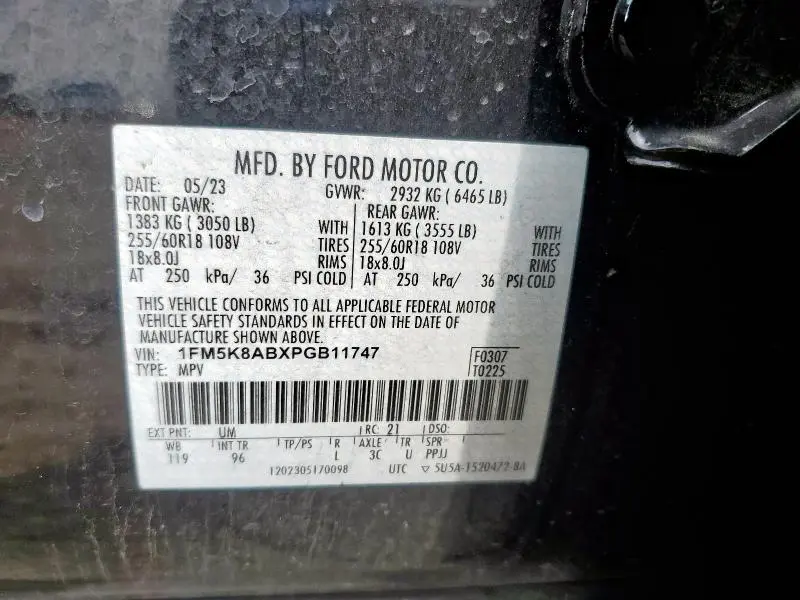 MFD. BY FORD MOTOR CO.
DATE: 05/23 GVWR: 2932 KG ( 6465 LB)
FRONT GAWR: REAR GAWR:
1383 KG ( 3050 LB) WITH 1613 KG ( 3555 LB) WITH
255/60R18 108V TIRES 255/60R18 108V TIRES
18x8.0J RIMS 18x8.0J RIMS
AT 250 kPa/ 36 PSI COLD AT 250 kPa/ 36 PSI COLD
THIS VEHICLE CONFORMS TO ALL APPLICABLE FEDERAL MOTOR
VEHICLE SAFETY STANDARDS IN EFFECT ON THE DATE OF
MANUFACTURE SHOWN ABOVE.
VIN: 1FM5K8ABXPGB11747 F0307
TYPE: MPV T0225
EXT PNT: UM RC: 21 DSO:
WB INT TR TP/PS R AXLE TR SPR
119 96 L 3C U PPJJ
1202305170098 UTC ▽ 5U5A-1520472-BA